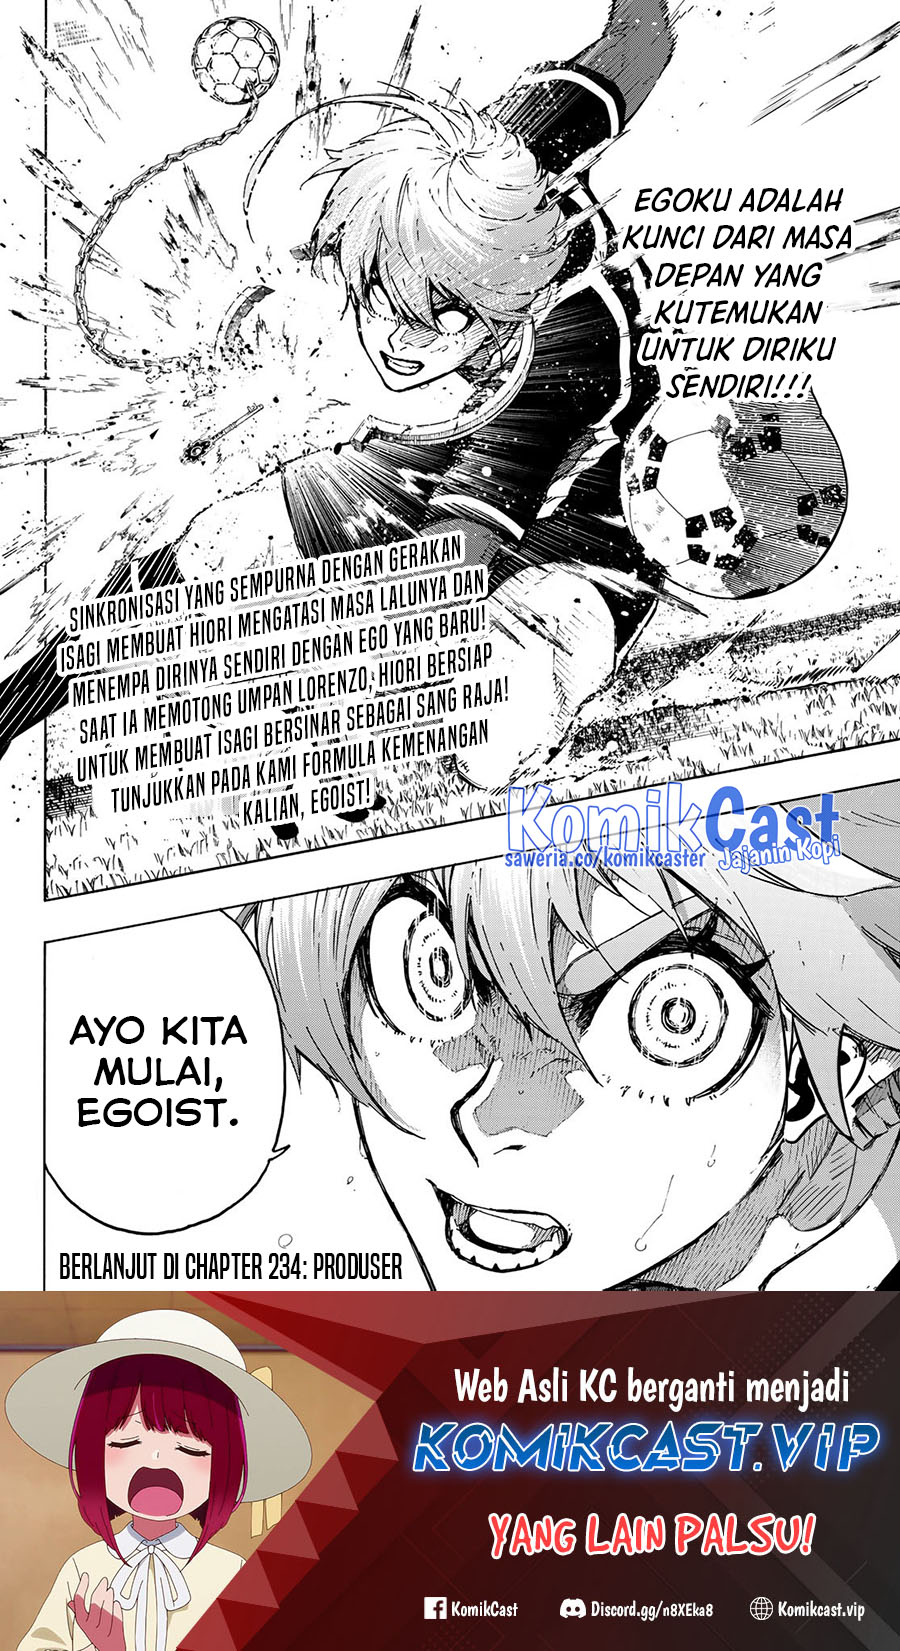 EGOKU ADALAH
KUNCI DARI MASA
DEPAN YANG
KUTEMUKAN
UNTUK DIRIKU
SENDIRI!!!
SINKRONISASI YANG SEMPURNA DENGAN GERAKAN
ISAGI MEMBUAT HIORI MENGATASI MASA LALUNYA DAN
MENEMPA DIRINYA SENDIRI DENGAN EGO YANG BARU!
SAAT IA MEMOTONG UMPAN LORENZO, HIORI BERSIAP
UNTUK MEMBUAT ISAGI BERSINAR SEBAGAI SANG RAJA!
TUNJUKKAN PADA KAMI FORMULA KEMENANGAN
KALIAN, EGOIST!
KomikCast
saweria.co/komikcaster Jajanin Kopi
AYO KITA
MULAI,
EGOIST.
BERLANJUT DI CHAPTER 234: PRODUSER
Web Asli KC berganti menjadi
KOMIKCAST.VIP
YANG LAIN PALSU!
KomikCast Discord.gg/n8XEka8 Komikcast.vip